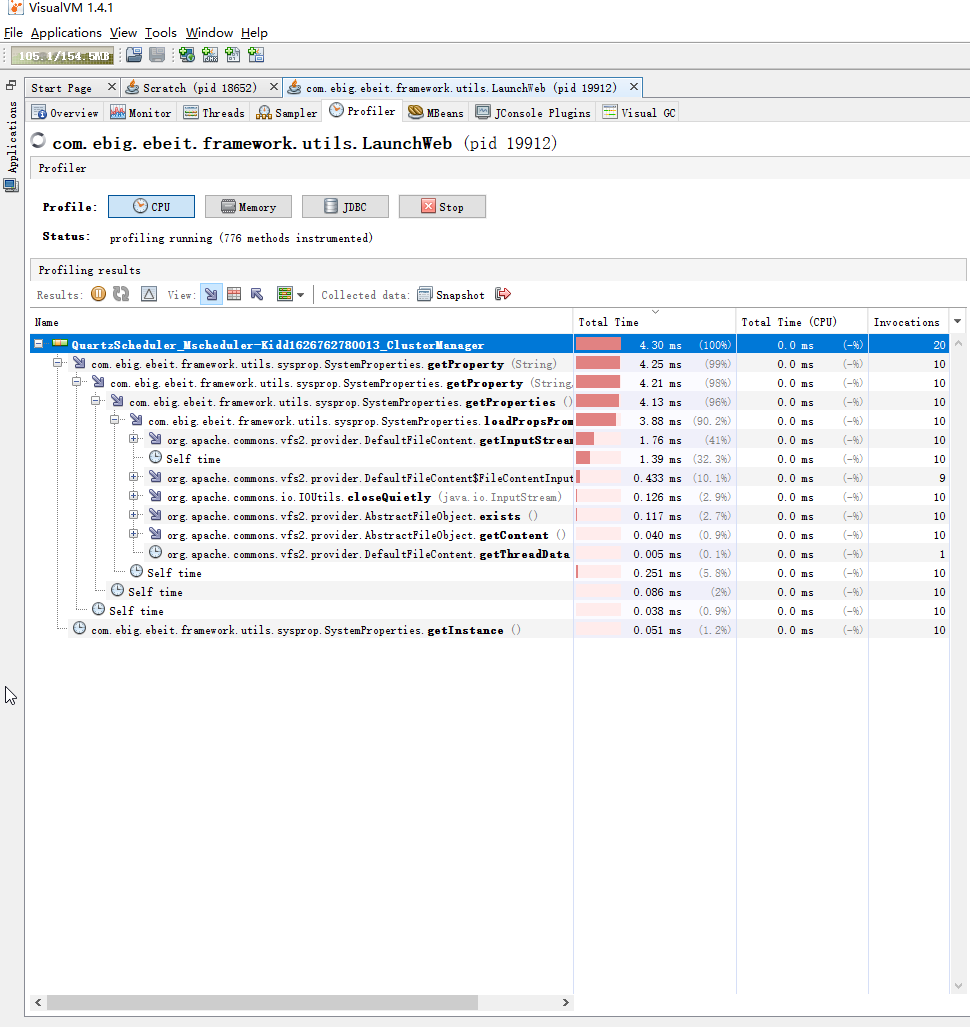 VisualVM 1.4.1
File Applications View Tools Window Help
105.1/154.5MB
Start Page Scratch (pid 18652) com.ebig.ebeit.framework.utils.LaunchWeb (pid 19912)
Applications
Overview Monitor Threads Sampler Profiler MBeans JConsole Plugins Visual GC
com.ebig.ebeit.framework.utils.LaunchWeb (pid 19912)
Profiler
Profile: CPU Memory JDBC Stop
Status: profiling running (776 methods instrumented)
Profiling results
Results: View: Collected data: Snapshot
Name Total Time Total Time (CPU) Invocations
QuartzScheduler_Mscheduler-Kidd1626762780013_ClusterManager 4.30 ms (100%) 0.0 ms (-%) 20
com.ebig.ebeit.framework.utils.sysprop.SystemProperties.getProperty (String) 4.25 ms (99%) 0.0 ms (-%) 10
com.ebig.ebeit.framework.utils.sysprop.SystemProperties.getProperty (String, 4.21 ms (98%) 0.0 ms (-%) 10
com.ebig.ebeit.framework.utils.sysprop.SystemProperties.getProperties () 4.13 ms (96%) 0.0 ms (-%) 10
com.ebig.ebeit.framework.utils.sysprop.SystemProperties.loadPropsFrom 3.88 ms (90.2%) 0.0 ms (-%) 10
org.apache.commons.vfs2.provider.DefaultFileContent.getInputStream 1.76 ms (41%) 0.0 ms (-%) 10
Self time 1.39 ms (32.3%) 0.0 ms (-%) 10
org.apache.commons.vfs2.provider.DefaultFileContent$FileContentInput 0.433 ms (10.1%) 0.0 ms (-%) 9
org.apache.commons.io.IOUtils.closeQuietly (java.io.InputStream) 0.126 ms (2.9%) 0.0 ms (-%) 10
org.apache.commons.vfs2.provider.AbstractFileObject.exists () 0.117 ms (2.7%) 0.0 ms (-%) 10
org.apache.commons.vfs2.provider.AbstractFileObject.getContent () 0.040 ms (0.9%) 0.0 ms (-%) 10
org.apache.commons.vfs2.provider.DefaultFileContent.getThreadData 0.005 ms (0.1%) 0.0 ms (-%) 1
Self time 0.251 ms (5.8%) 0.0 ms (-%) 10
Self time 0.086 ms (2%) 0.0 ms (-%) 10
Self time 0.038 ms (0.9%) 0.0 ms (-%) 10
com.ebig.ebeit.framework.utils.sysprop.SystemProperties.getInstance () 0.051 ms (1.2%) 0.0 ms (-%) 10